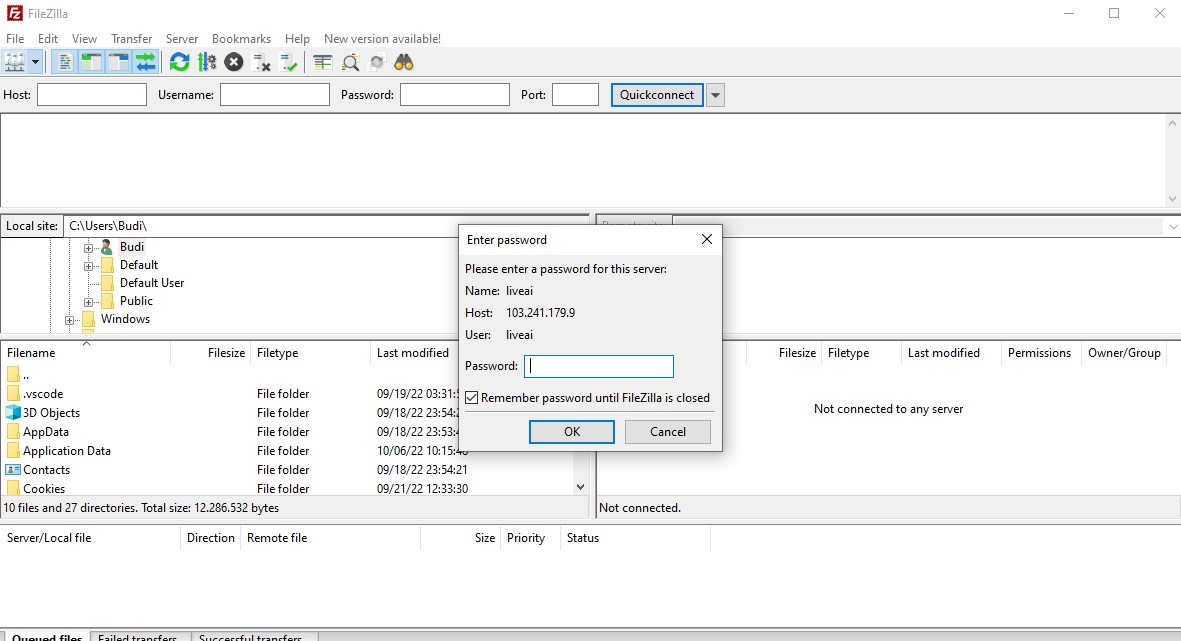 FileZilla
File Edit View Transfer Server Bookmarks Help New version available!
Host: Username: Password: Port: Quickconnect
Local site: C:\Users\Budi\
Budi
Default
Default User
Public
Windows
Enter password
Please enter a password for this server:
Name: liveai
Host: 103.241.179.9
User: liveai
Password:
Remember password until FileZilla is closed
OK Cancel
Filename Filesize Filetype Last modified
..
.vscode File folder 09/19/22 03:31:
3D Objects File folder 09/18/22 23:54:
AppData File folder 09/18/22 23:53:
Application Data File folder 10/06/22 10:15:
Contacts File folder 09/18/22 23:54:21
Cookies File folder 09/21/22 12:33:30
10 files and 27 directories. Total size: 12.286.532 bytes
Filesize Filetype Last modified Permissions Owner/Group
Not connected to any server
Not connected.
Server/Local file Direction Remote file Size Priority Status
Queued files Failed transfers Successful transfers